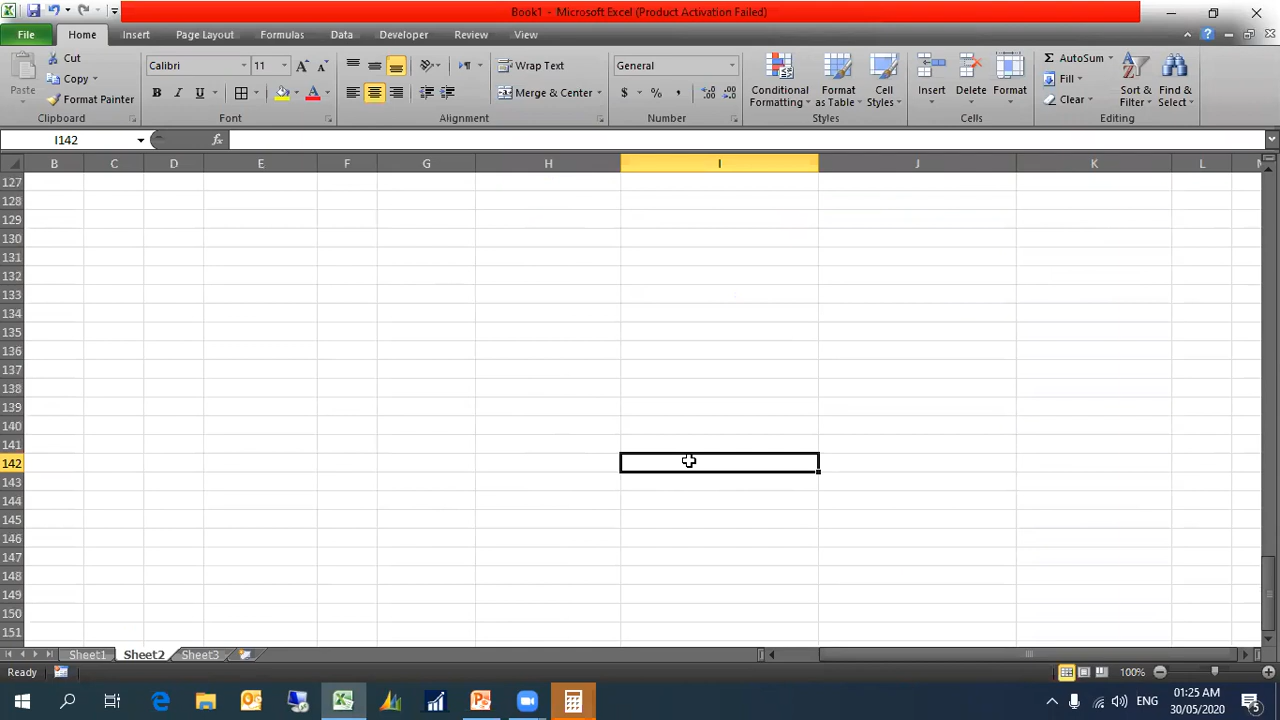 Book1 - Microsoft Excel (Product Activation Failed)
File Home Insert Page Layout Formulas Data Developer Review View
Paste
Cut
Copy
Format Painter
Clipboard
Calibri 11
B I U
Font
Wrap Text
Merge & Center
Alignment
General
$ % ,
Number
Conditional Formatting
Format as Table
Cell Styles
Styles
Insert
Delete
Format
Cells
AutoSum
Fill
Clear
Sort & Filter
Find & Select
Editing
I142
fx
B C D E F G H I J K L
127
128
129
130
131
132
133
134
135
136
137
138
139
140
141
142
143
144
145
146
147
148
149
150
151
Sheet1 Sheet2 Sheet3
Ready
100%
ENG
01:25 AM
30/05/2020
5